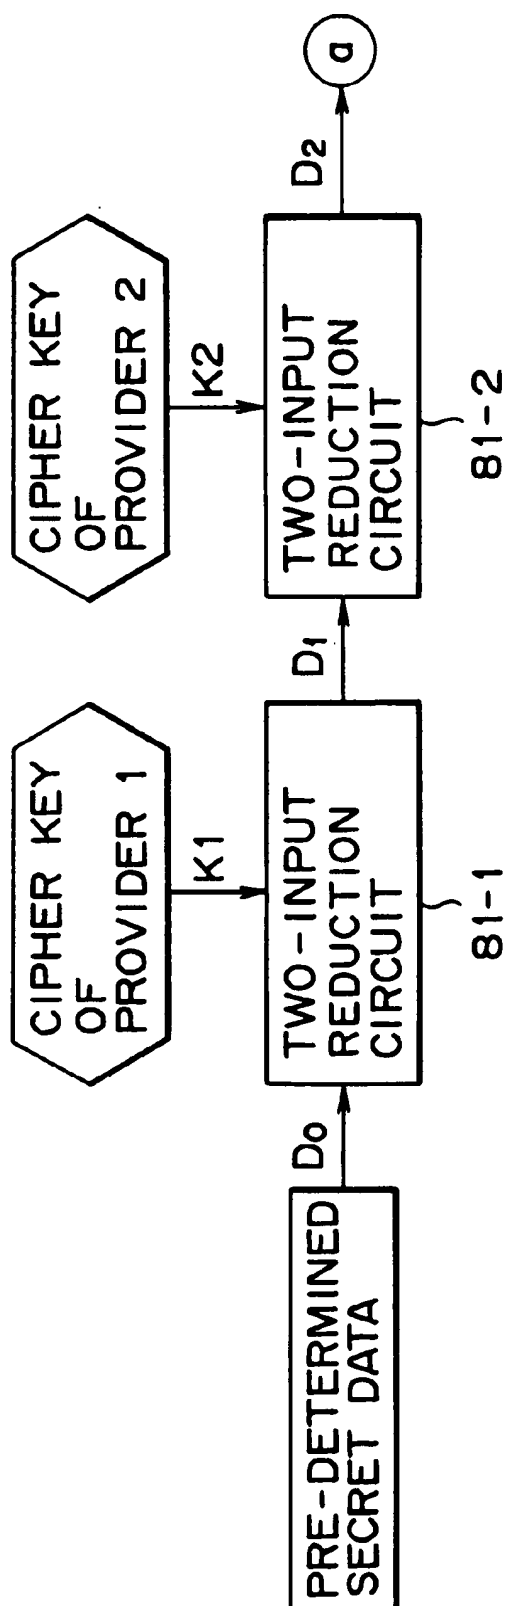 CIPHER KEY
OF
PROVIDER 1
CIPHER KEY
OF
PROVIDER 2
K1
K2
PRE-DETERMINED
SECRET DATA
D0
TWO-INPUT
REDUCTION
CIRCUIT
D1
TWO-INPUT
REDUCTION
CIRCUIT
D2
a
81-1
81-2